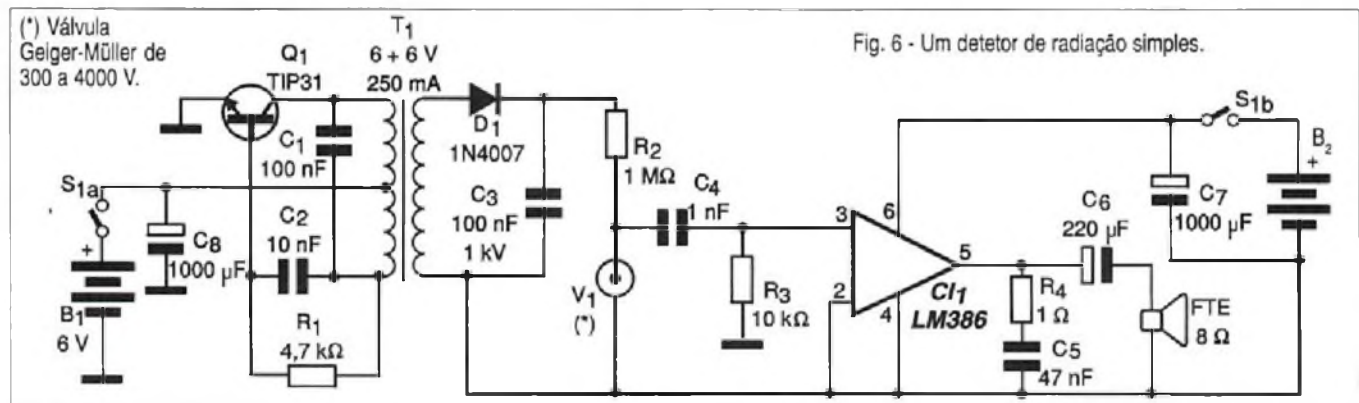 (*) Válvula
Geiger-Müller de
300 a 4000 V.
Q1
TIP31
T1
6 + 6 V
250 mA
Fig. 6 - Um detetor de radiação simples.
C1
100 nF
D1
1N4007
R2
1 MΩ
S1b
B2
+
S1a
C2
10 nF
C3
100 nF
1 kV
C4
1 nF
3
6
C7
1000 µF
C6
220 µF
+
C8
1000 µF
B1
6 V
R1
4,7 kΩ
V1
(*)
R3
10 kΩ
2
4
5
CI1
LM386
R4
1 Ω
C5
47 nF
FTE
8 Ω